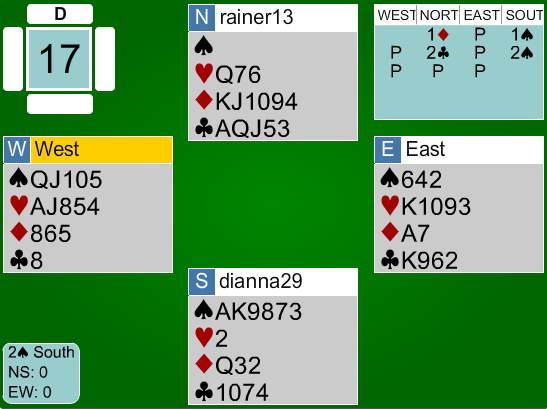 D
17
N rainer13
♠
♥Q76
♦KJ1094
♣AQJ53
WEST NORT EAST SOUT
1♦ P 1♠
P 2♣ P 2♠
P P P
W West
♠QJ105
♥AJ854
♦865
♣8
E East
♠642
♥K1093
♦A7
♣K962
S dianna29
♠AK9873
♥2
♦Q32
♣1074
2♠ South
NS: 0
EW: 0